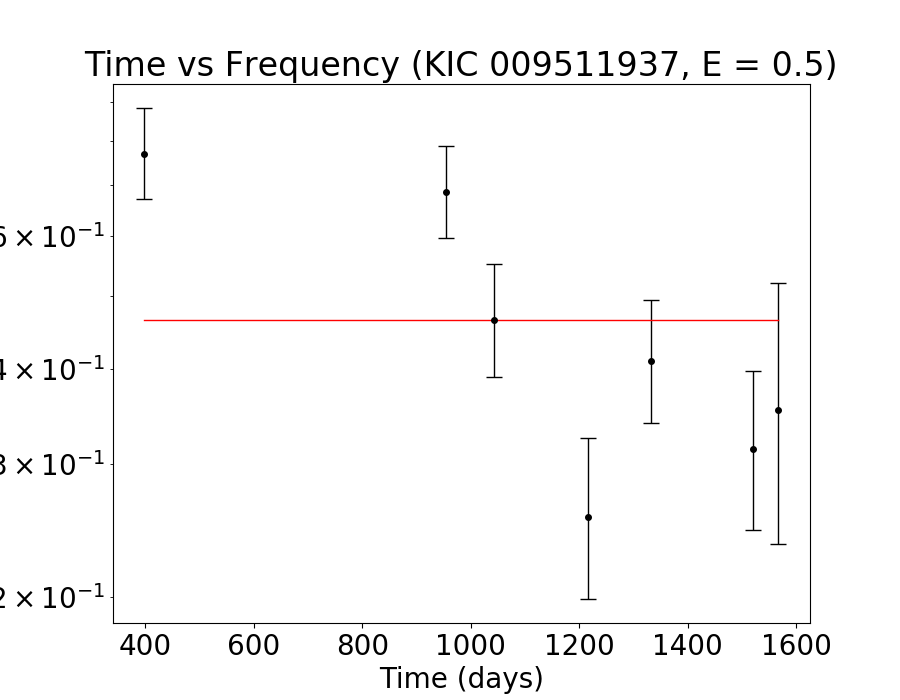 Time vs Frequency (KIC 009511937, E = 0.5)
6 × 10⁻¹
4 × 10⁻¹
3 × 10⁻¹
2 × 10⁻¹
400 600 800 1000 1200 1400 1600
Time (days)